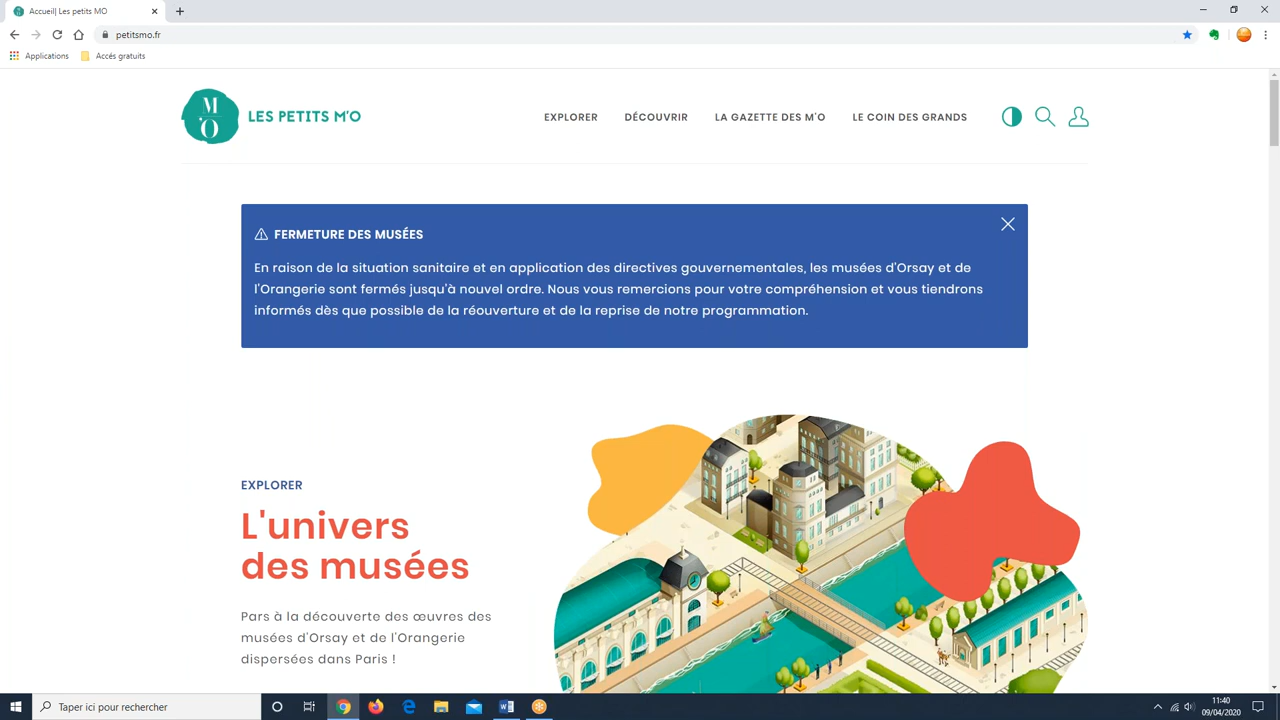 Accueil| Les petits MO
petitsmo.fr
Applications
Accés gratuits
M
'O
LES PETITS M'O
EXPLORER
DÉCOUVRIR
LA GAZETTE DES M'O
LE COIN DES GRANDS
FERMETURE DES MUSÉES
En raison de la situation sanitaire et en application des directives gouvernementales, les musées d'Orsay et de
l'Orangerie sont fermés jusqu'à nouvel ordre. Nous vous remercions pour votre compréhension et vous tiendrons
informés dès que possible de la réouverture et de la reprise de notre programmation.
EXPLORER
L'univers
des musées
Pars à la découverte des œuvres des
musées d'Orsay et de l'Orangerie
dispersées dans Paris !
Taper ici pour rechercher
11:40
09/04/2020